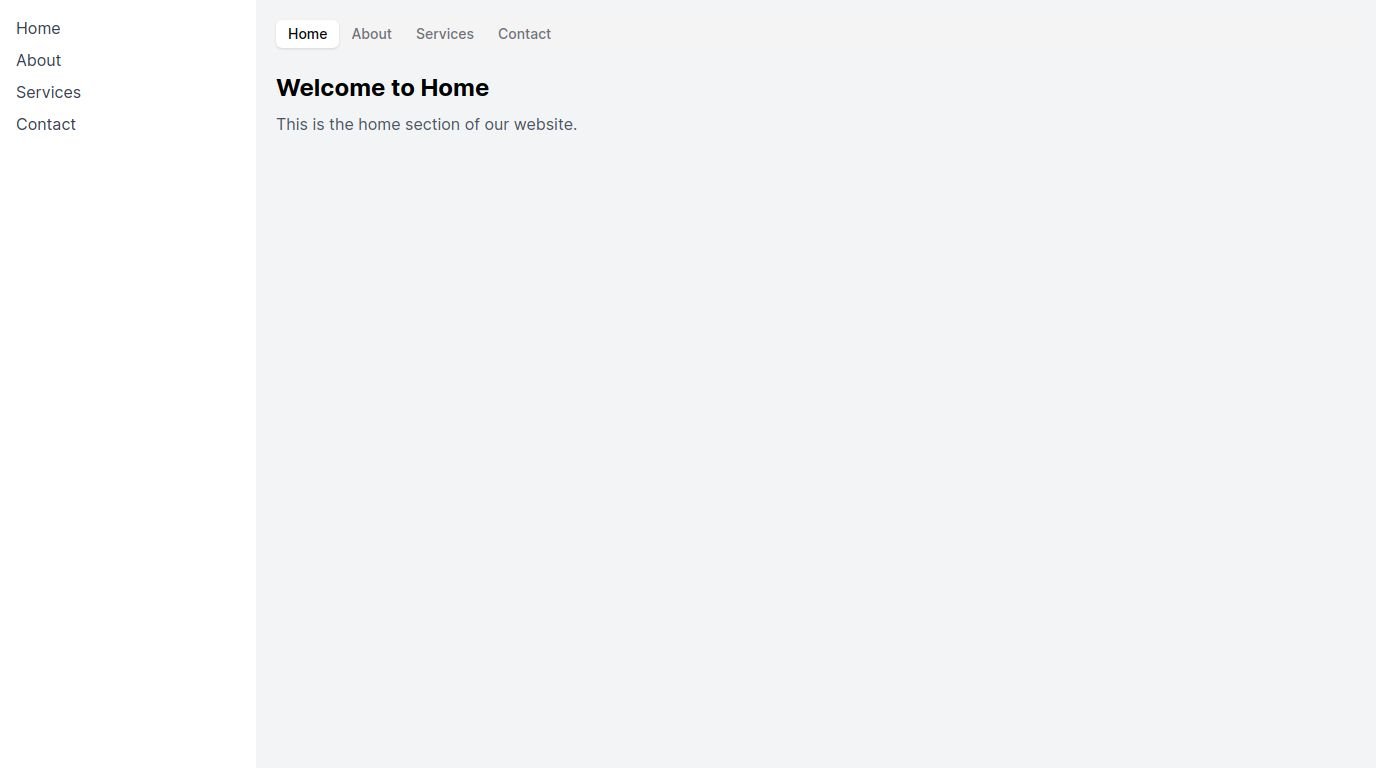 Home
About
Services
Contact
Home About Services Contact
Welcome to Home
This is the home section of our website.